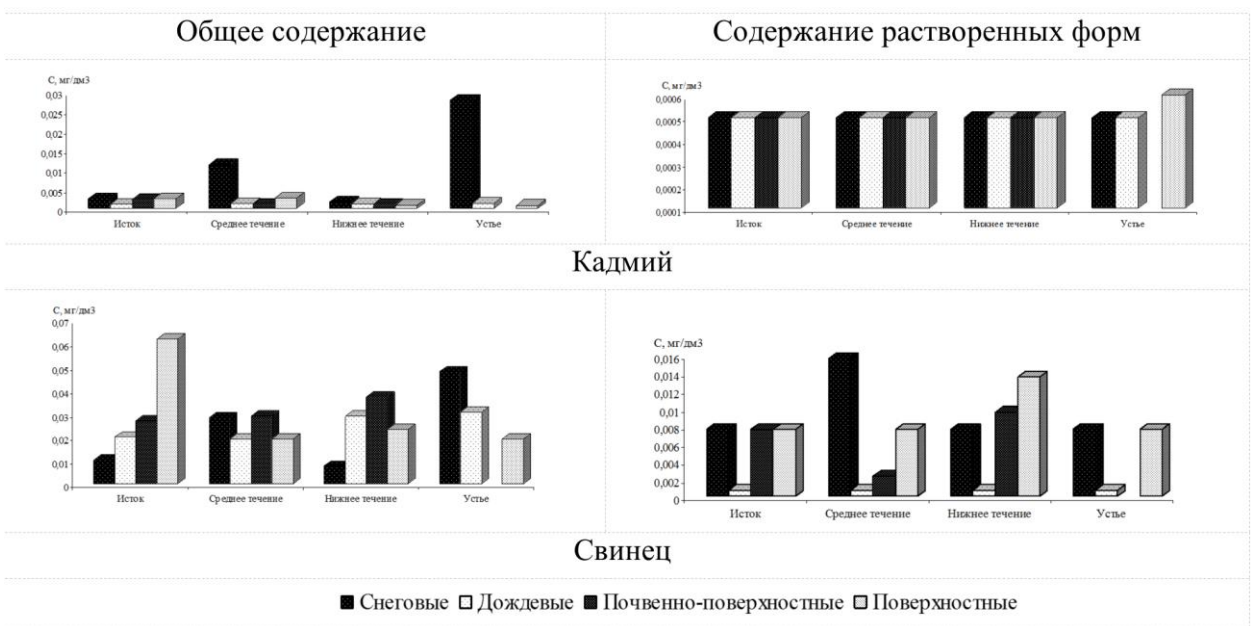 Общее содержание
Содержание растворенных форм
С, мг/дм3
0,03
0,025
0,02
0,015
0,01
0,005
0
Исток
Среднее течение
Нижнее течение
Устье
С, мг/дм3
0,0006
0,0005
0,0004
0,0003
0,0002
0,0001
Исток
Среднее течение
Нижнее течение
Устье
Кадмий
С, мг/дм3
0,07
0,06
0,05
0,04
0,03
0,02
0,01
0
Исток
Среднее течение
Нижнее течение
Устье
С, мг/дм3
0,016
0,014
0,012
0,01
0,008
0,006
0,004
0,002
0
Исток
Среднее течение
Нижнее течение
Устье
Свинец
Снеговые Дождевые Почвенно-поверхностные Поверхностные